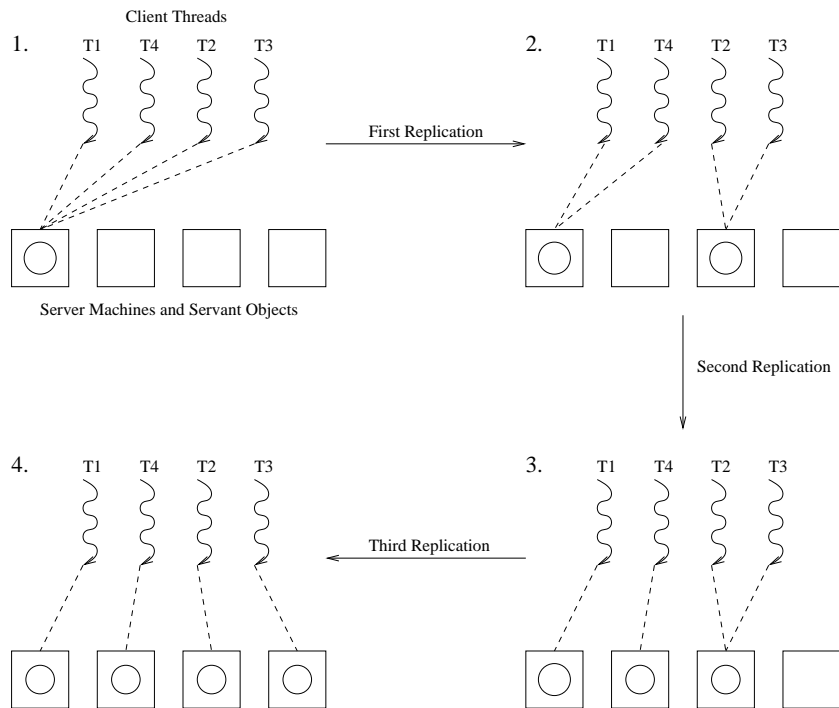 Client Threads
1. T1 T4 T2 T3
2. T1 T4 T2 T3
First Replication
Server Machines and Servant Objects
Second Replication
4. T1 T4 T2 T3
3. T1 T4 T2 T3
Third Replication